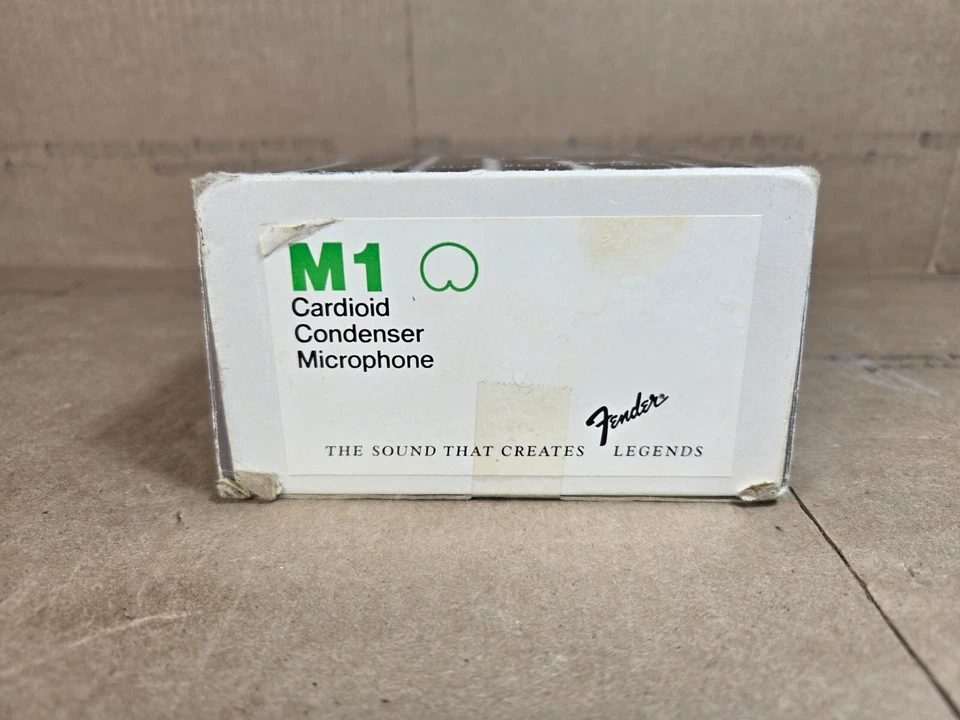 M1
Cardioid
Condenser
Microphone
Fender
THE SOUND THAT CREATES LEGENDS